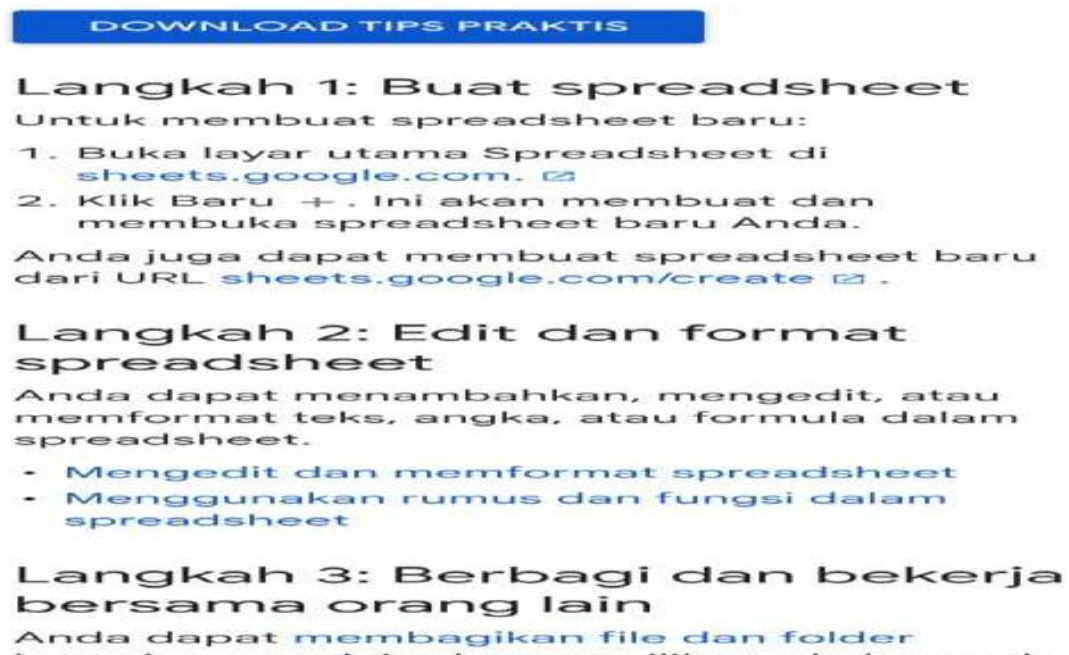 DOWNLOAD TIPS PRAKTIS
Langkah 1: Buat spreadsheet
Untuk membuat spreadsheet baru:
1. Buka layar utama Spreadsheet di
sheets.google.com.
2. Klik Baru + . Ini akan membuat dan
membuka spreadsheet baru Anda.
Anda juga dapat membuat spreadsheet baru
dari URL sheets.google.com/create .
Langkah 2: Edit dan format
spreadsheet
Anda dapat menambahkan, mengedit, atau
memformat teks, angka, atau formula dalam
spreadsheet.
• Mengedit dan memformat spreadsheet
• Menggunakan rumus dan fungsi dalam
spreadsheet
Langkah 3: Berbagi dan bekerja
bersama orang lain
Anda dapat membagikan file dan folder